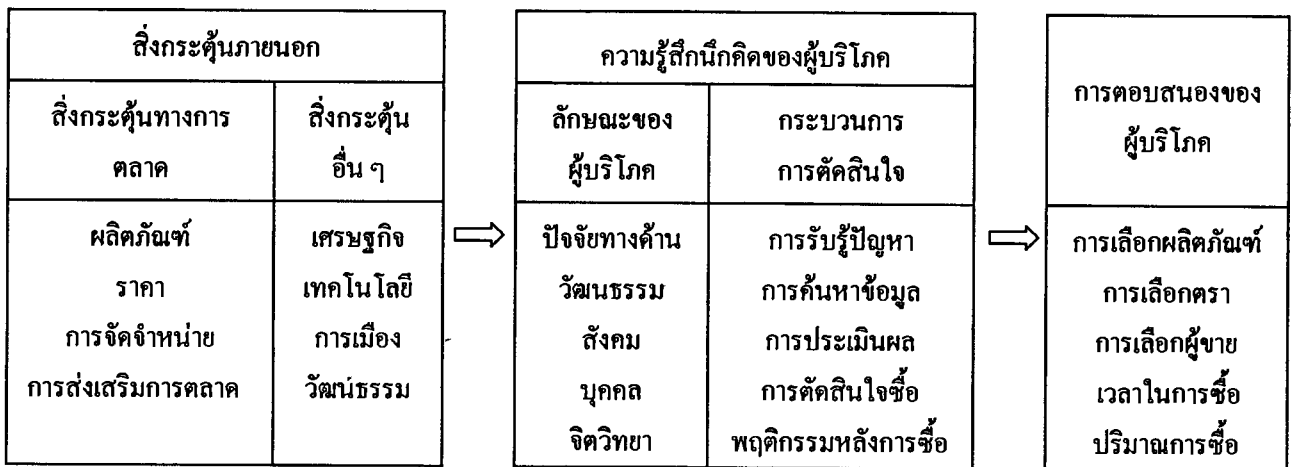 สิ่งกระตุ้นภายนอก
สิ่งกระตุ้นทางการ
ตลาด
สิ่งกระตุ้น
อื่น ๆ
ผลิตภัณฑ์
ราคา
การจัดจำหน่าย
การส่งเสริมการตลาด
เศรษฐกิจ
เทคโนโลยี
การเมือง
วัฒน์ธรรม
ความรู้สึกนึกคิดของผู้บริโภค
ลักษณะของ
ผู้บริโภค
กระบวนการ
การตัดสินใจ
ปัจจัยทางด้าน
วัฒนธรรม
สังคม
บุคคล
จิตวิทยา
การรับรู้ปัญหา
การค้นหาข้อมูล
การประเมินผล
การตัดสินใจซื้อ
พฤติกรรมหลังการซื้อ
การตอบสนองของ
ผู้บริโภค
การเลือกผลิตภัณฑ์
การเลือกตรา
การเลือกผู้ขาย
เวลาในการซื้อ
ปริมาณการซื้อ